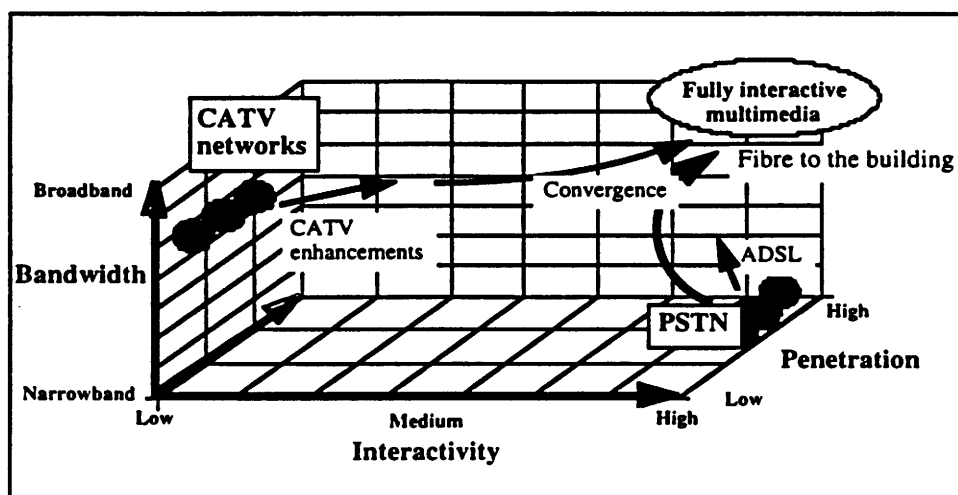 Fully interactive
multimedia
CATV
networks
Fibre to the building
Broadband
Convergence
CATV
enhancements
ADSL
Bandwidth
PSTN
High
Penetration
Narrowband
Low
Low
Medium
High
Interactivity